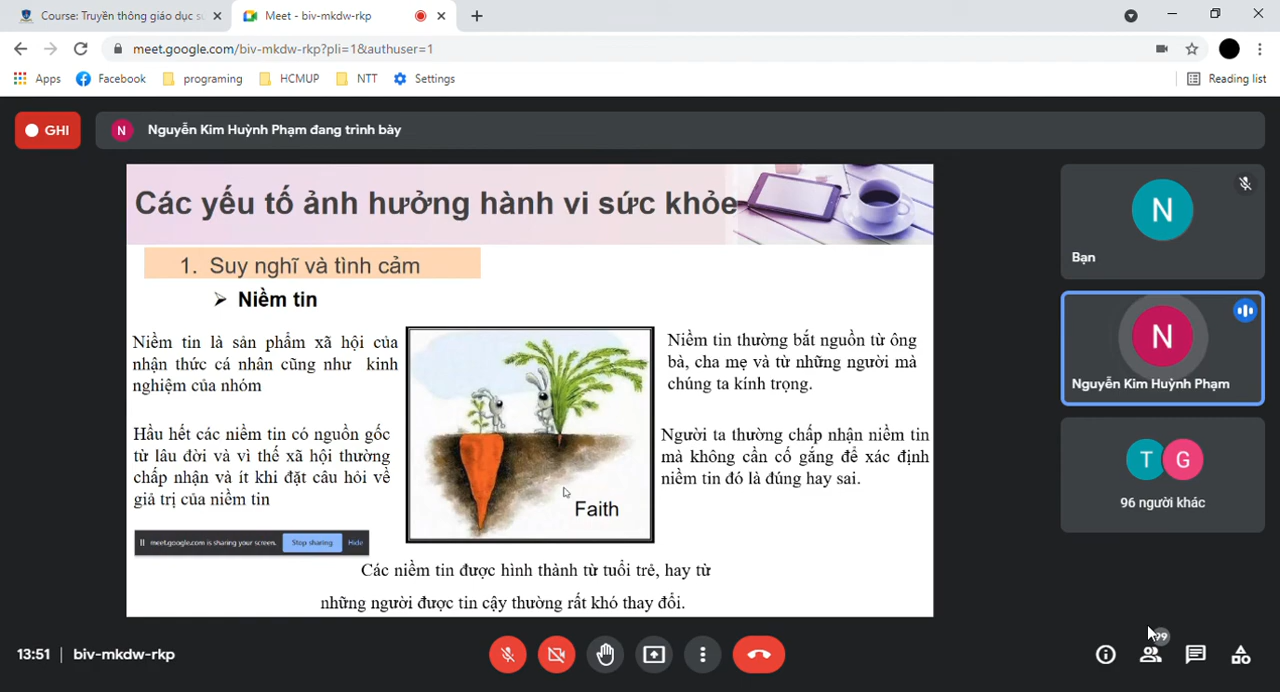 Course: Truyền thông giáo dục sứ
Meet - biv-mkdw-rkp
meet.google.com/biv-mkdw-rkp?pli=1&authuser=1
Apps
Facebook
programing
HCMUP
NTT
Settings
Reading list
GHI
N
Nguyễn Kim Huỳnh Phạm đang trình bày
Các yếu tố ảnh hưởng hành vi sức khỏe
1. Suy nghĩ và tình cảm
➢ Niềm tin
Niềm tin là sản phẩm xã hội của
nhận thức cá nhân cũng như kinh
nghiệm của nhóm
Hầu hết các niềm tin có nguồn gốc
từ lâu đời và vì thế xã hội thường
chấp nhận và ít khi đặt câu hỏi về
giá trị của niềm tin
Faith
Niềm tin thường bắt nguồn từ ông
bà, cha mẹ và từ những người mà
chúng ta kính trọng.
Người ta thường chấp nhận niềm tin
mà không cần cố gắng để xác định
niềm tin đó là đúng hay sai.
meet.google.com is sharing your screen.
Stop sharing
Hide
Các niềm tin được hình thành từ tuổi trẻ, hay từ
những người được tin cậy thường rất khó thay đổi.
N
Bạn
N
Nguyễn Kim Huỳnh Phạm
T
G
96 người khác
13:51 | biv-mkdw-rkp
99